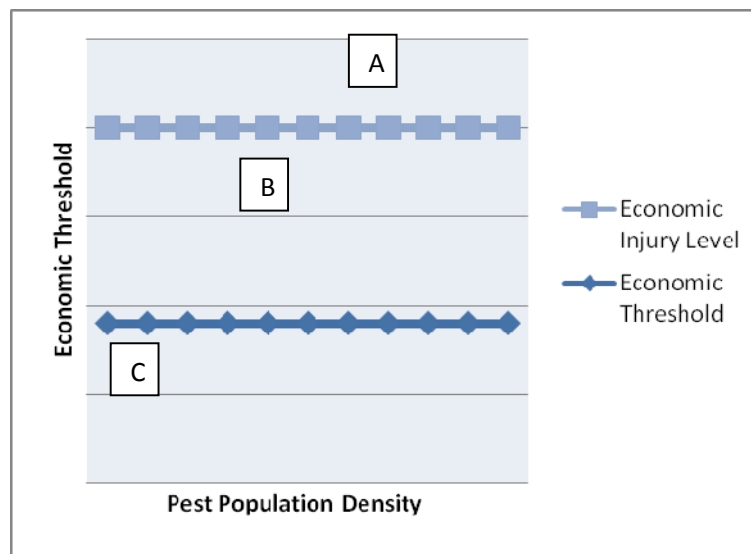 A
B
C
Economic Threshold
Pest Population Density
Economic
Injury Level
Economic
Threshold